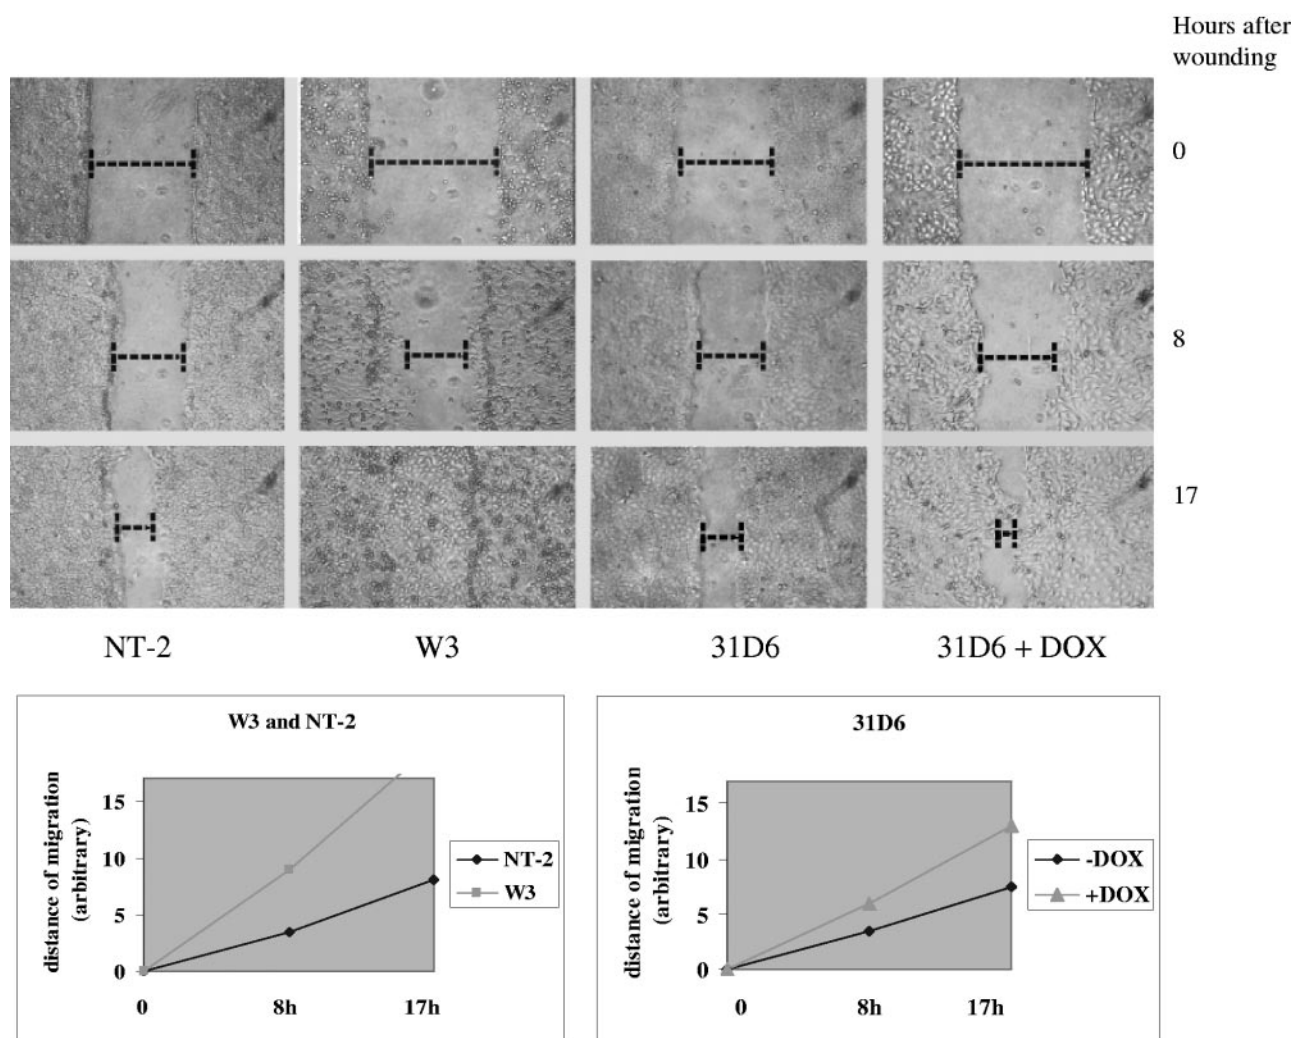 Hours after
wounding
0
8
17
NT-2
W3
31D6
31D6 + DOX
W3 and NT-2
distance of migration
(arbitrary)
15
10
5
0
0
8h
17h
NT-2
W3
31D6
distance of migration
(arbitrary)
15
10
5
0
0
8h
17h
-DOX
+DOX